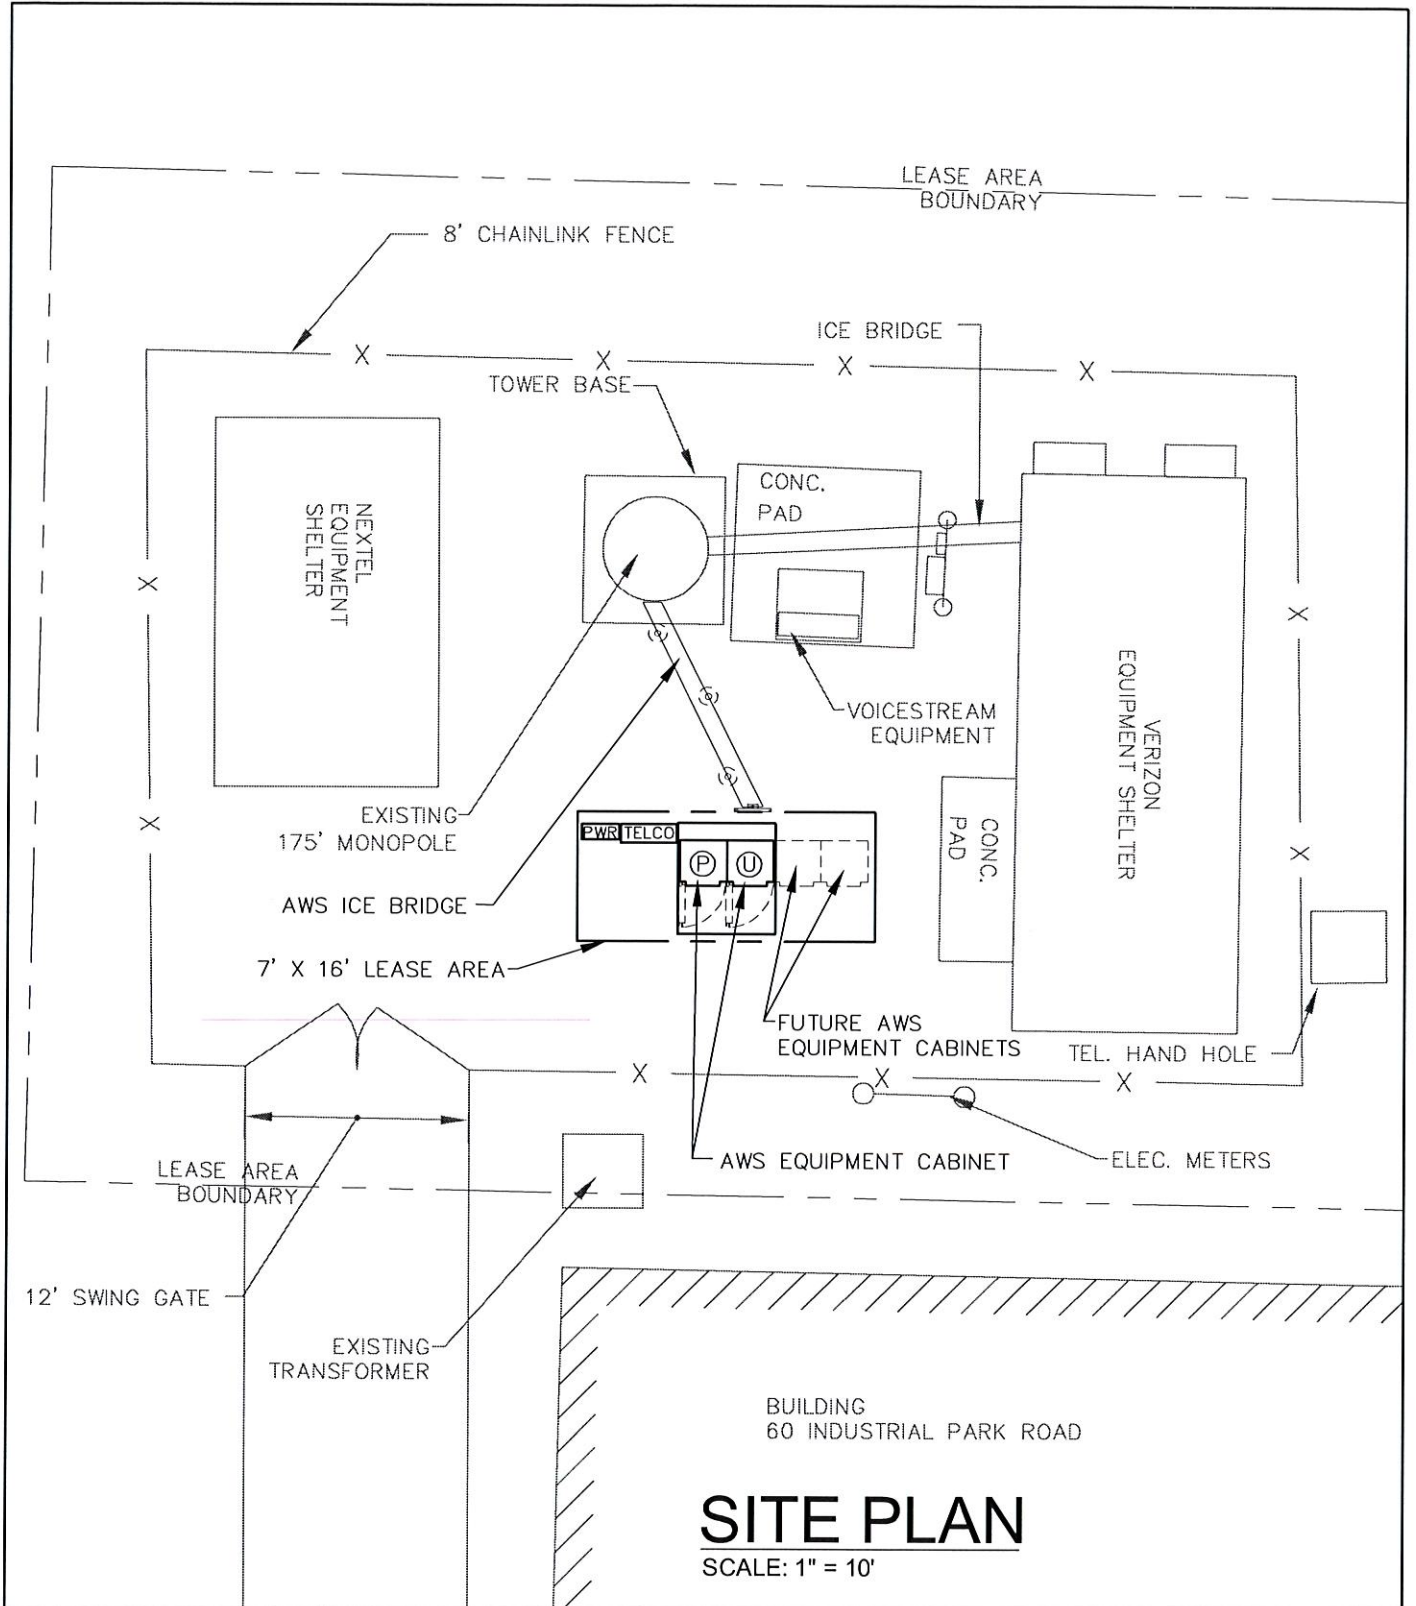 LEASE AREA
BOUNDARY
8' CHAINLINK FENCE
ICE BRIDGE
X
X
X
X
TOWER BASE
CONC.
PAD
NEXTEL
EQUIPMENT
SHELTER
X
X
VOICESTREAM
EQUIPMENT
VERIZON
EQUIPMENT SHELTER
EXISTING
175' MONOPOLE
X
X
PWR TELCO
P U
CONC.
PAD
AWS ICE BRIDGE
7' X 16' LEASE AREA
FUTURE AWS
EQUIPMENT CABINETS
TEL. HAND HOLE
X
X
X
LEASE AREA
BOUNDARY
AWS EQUIPMENT CABINET
ELEC. METERS
12' SWING GATE
EXISTING
TRANSFORMER
BUILDING
60 INDUSTRIAL PARK ROAD
SITE PLAN
SCALE: 1" = 10'